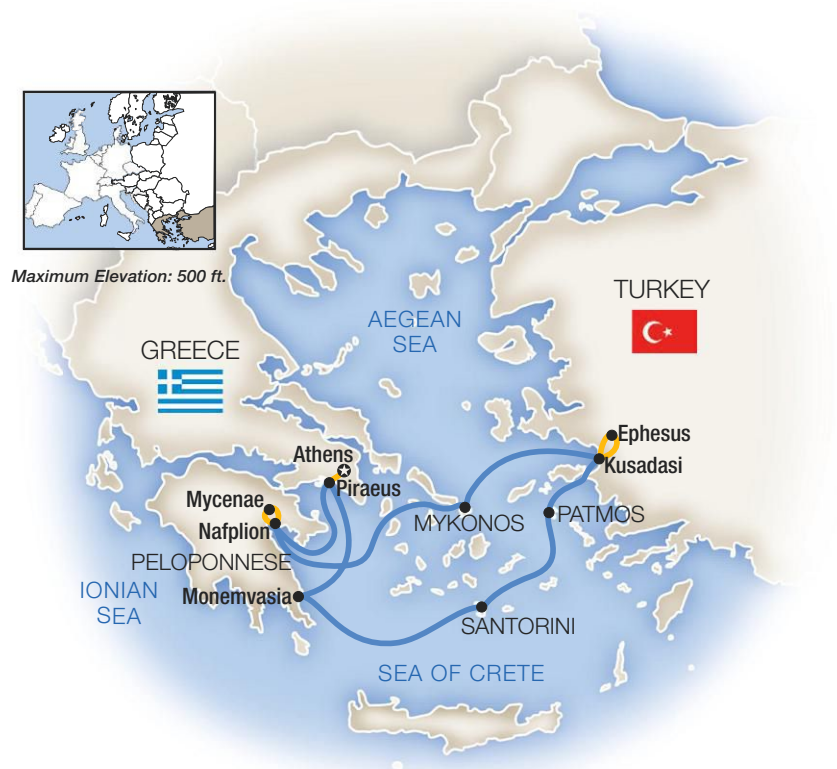 Maximum Elevation: 500 ft.
TURKEY
AEGEAN
SEA
GREECE
Ephesus
Athens
Kusadasi
Piraeus
Mycenae
MYKONOS
PATMOS
Nafplion
PELOPONNESE
IONIAN
SEA
Monemvasia
SANTORINI
SEA OF CRETE